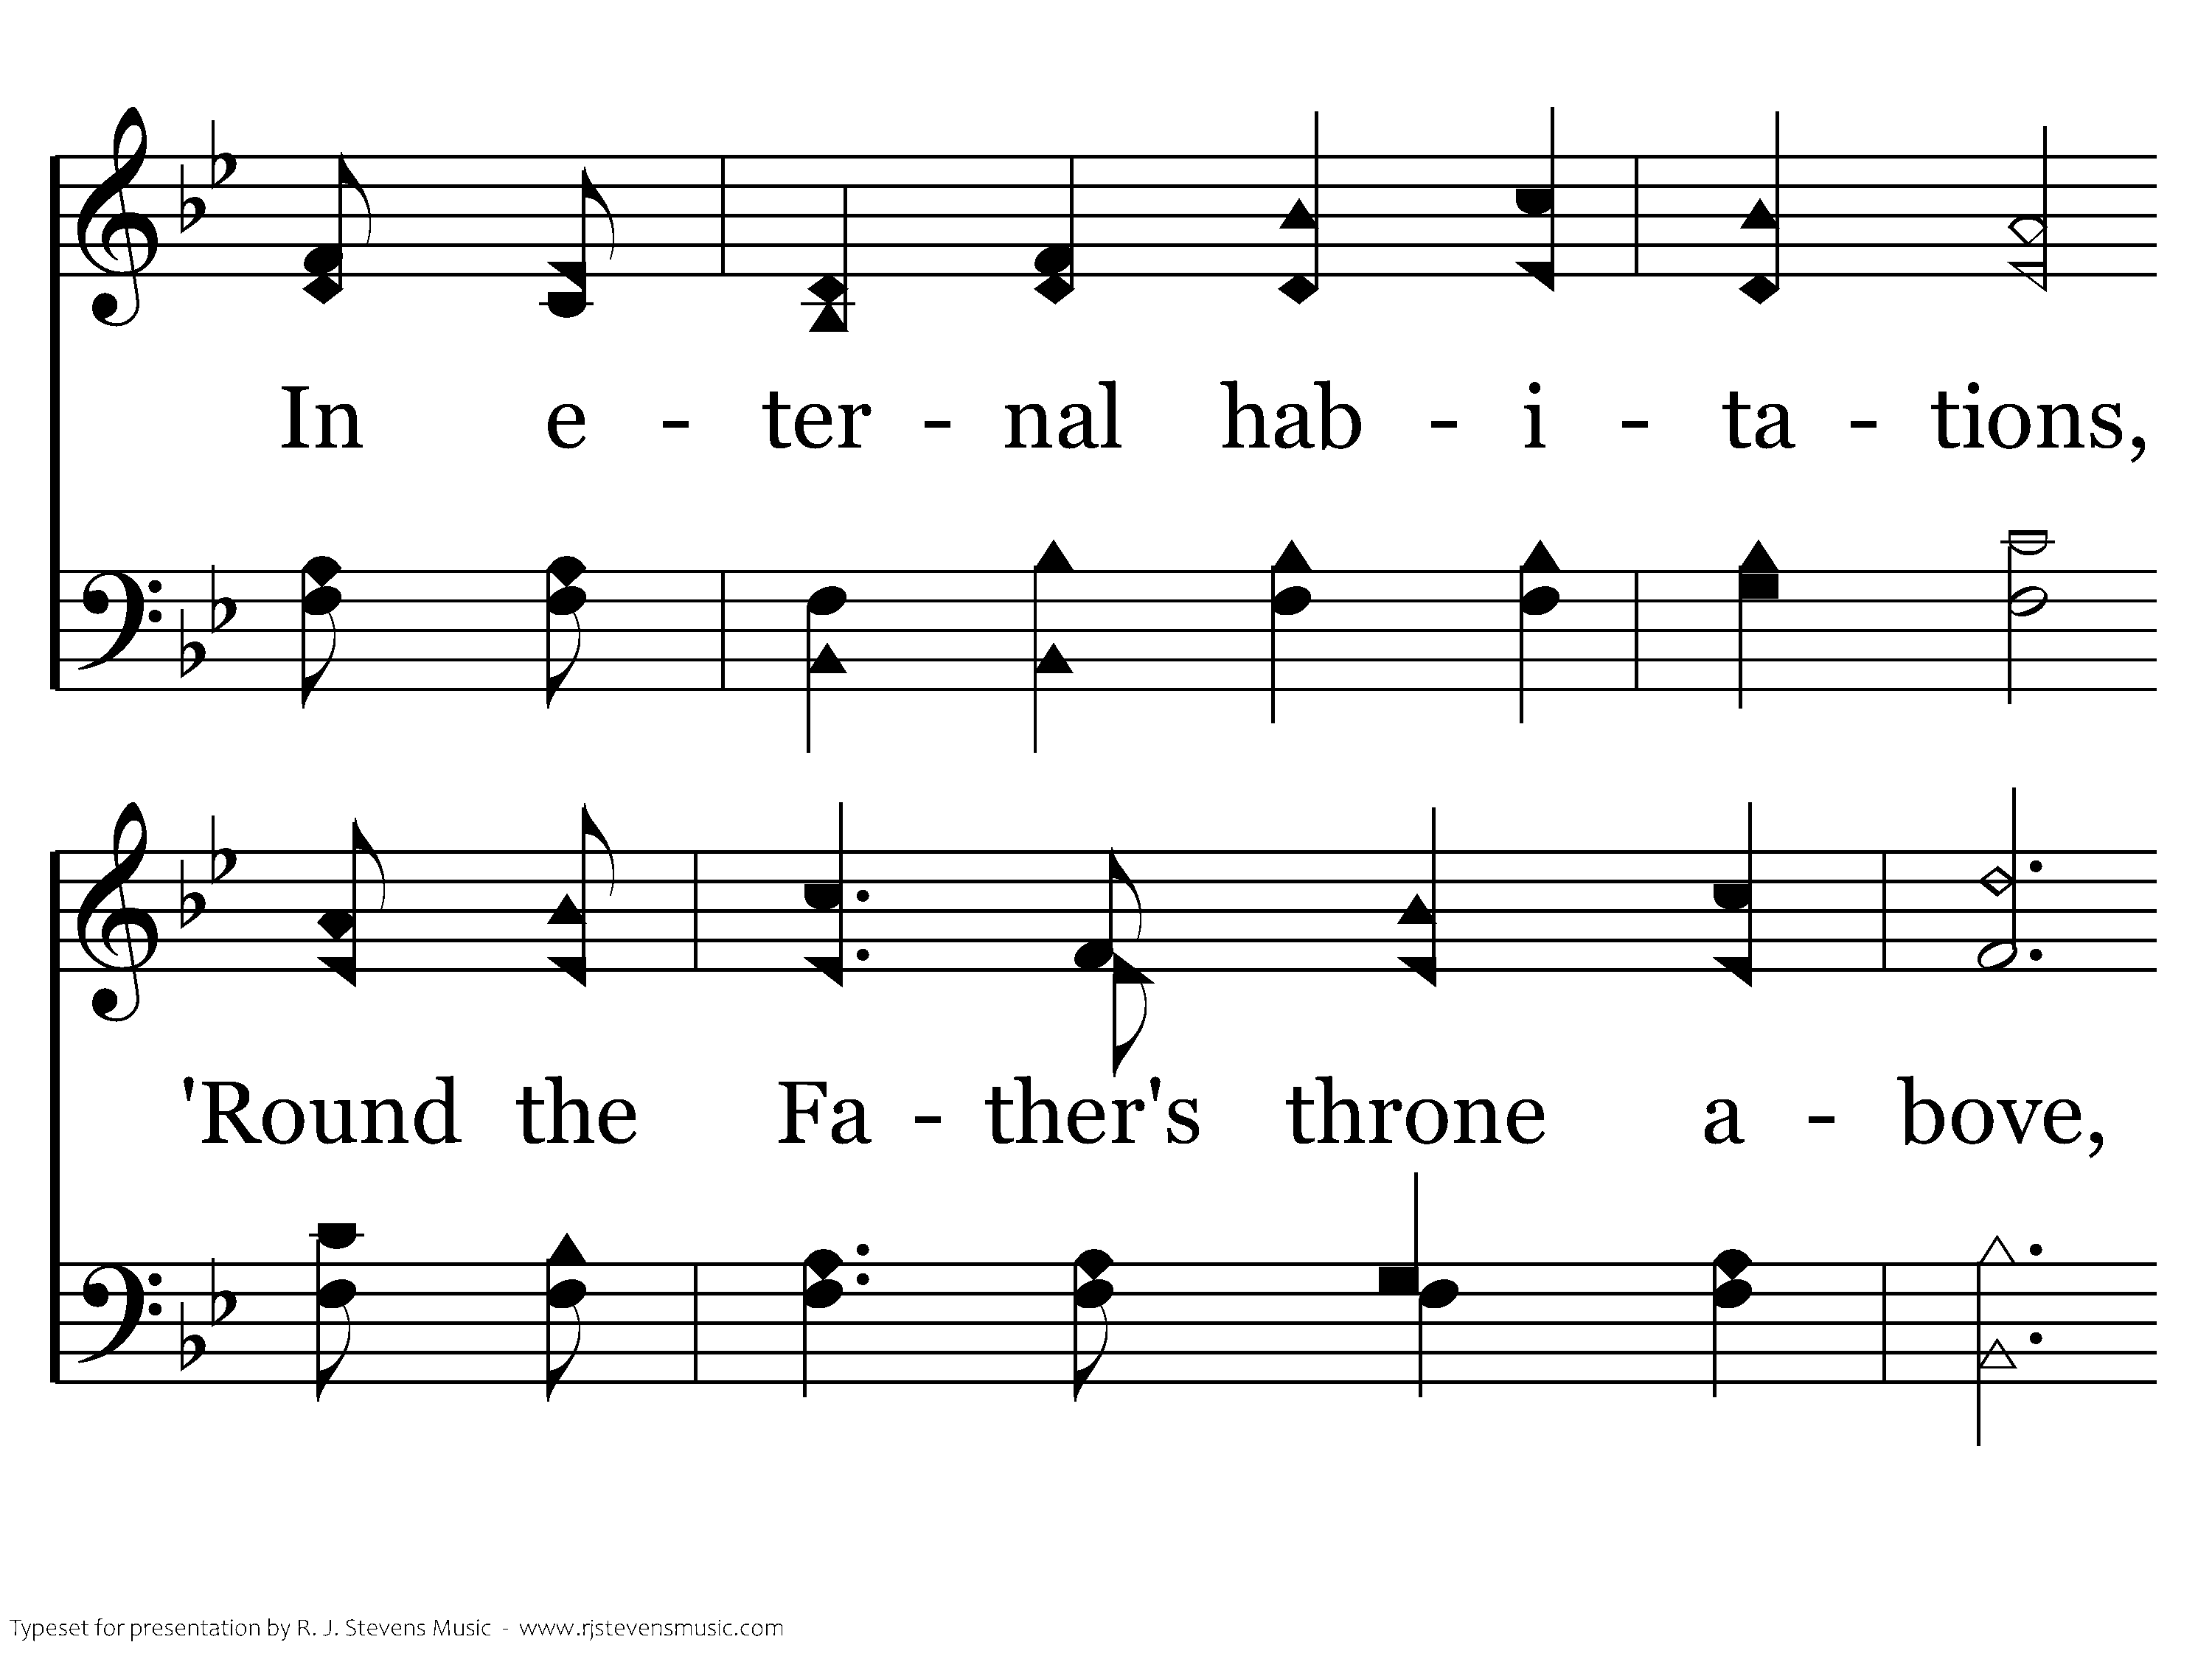 In e - ter - nal hab - i - ta - tions,
'Round the Fa - ther's throne a - bove,
Typeset for presentation by R. J. Stevens Music - www.rjstevensmusic.com